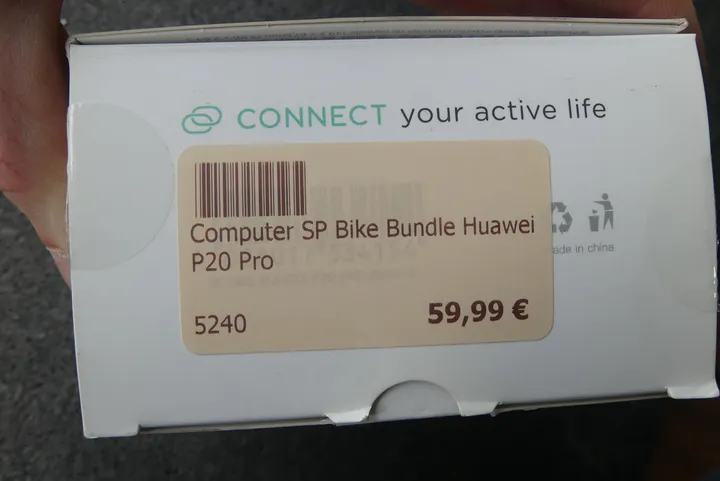 CONNECT your active life
Computer SP Bike Bundle Huawei
P20 Pro
5240
59,99 €
ade in china